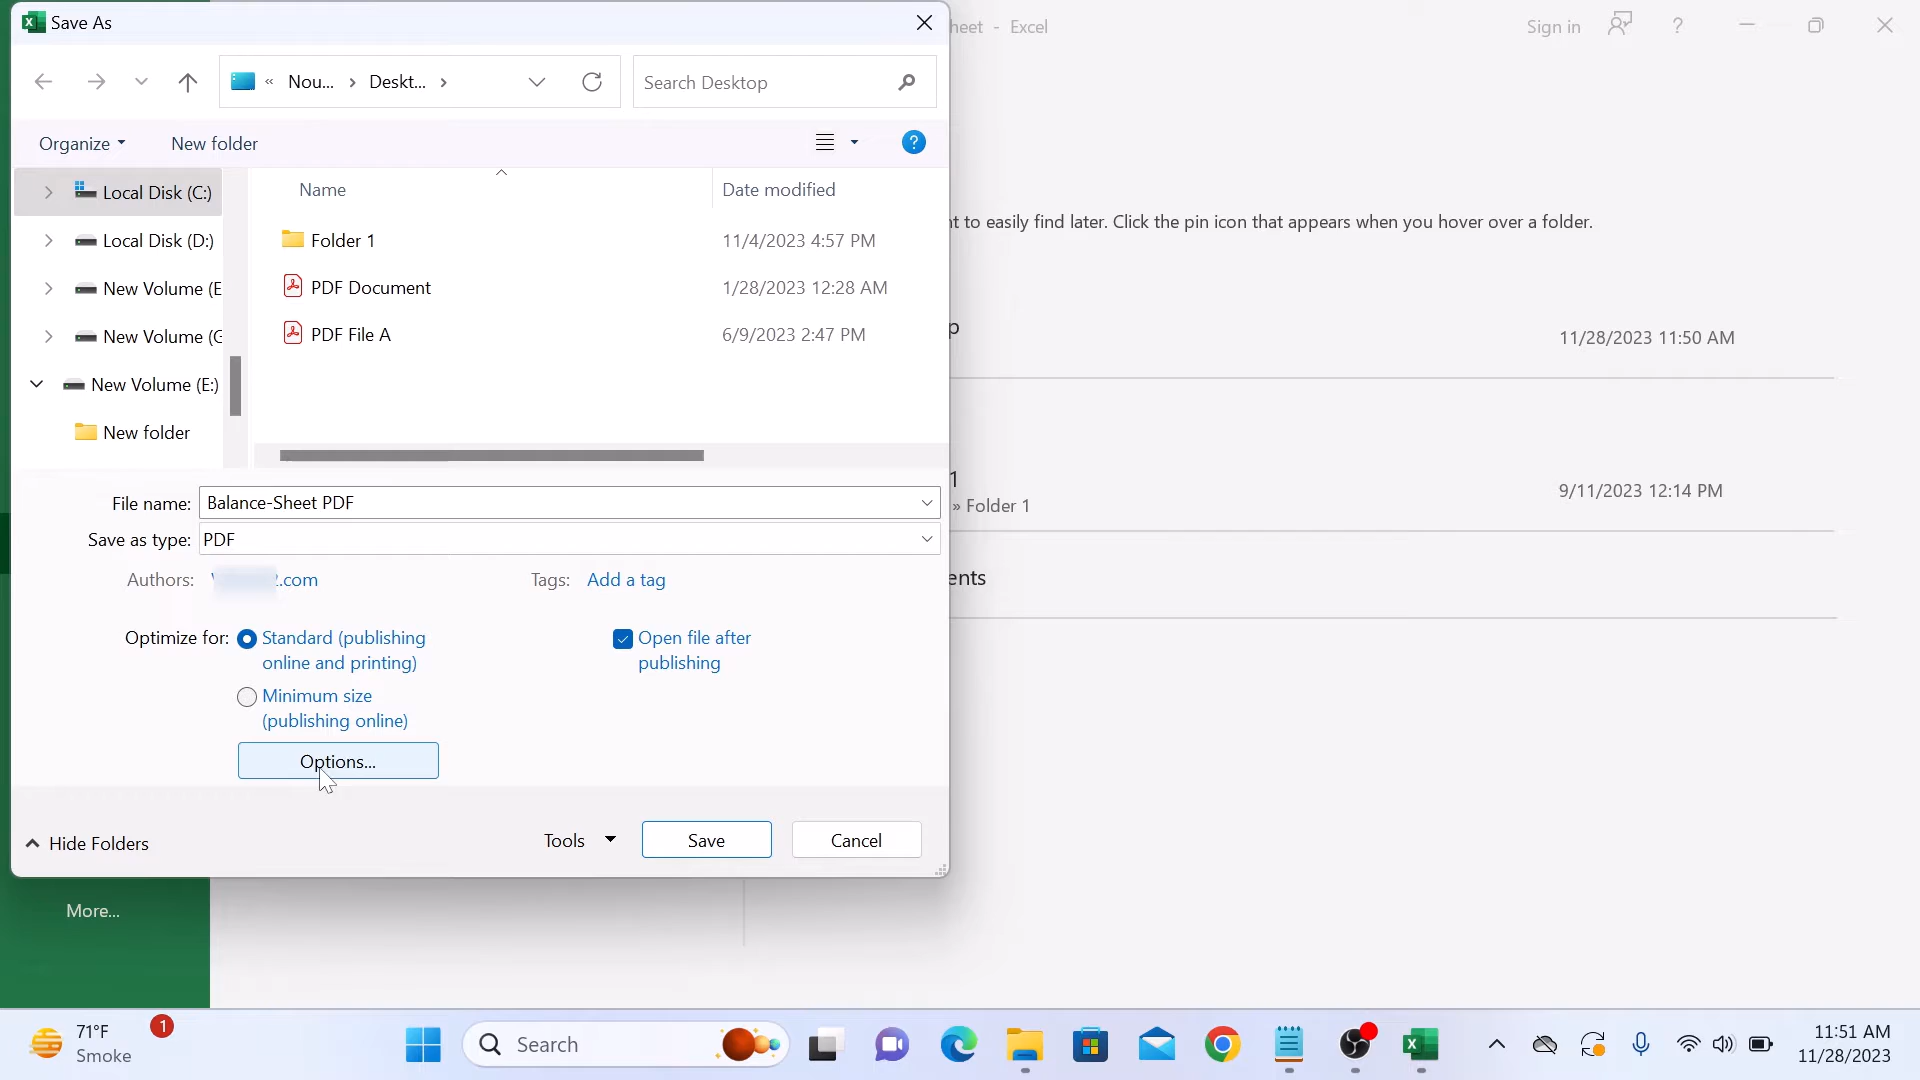 Save As
heet - Excel
Sign in
?
« Nou... › Deskt... ›
Search Desktop
Organize
New folder
?
Local Disk (C:)
Local Disk (D:)
New Volume (E
New Volume (G
New Volume (E:)
New folder
Name
Date modified
Folder 1
11/4/2023 4:57 PM
PDF Document
1/28/2023 12:28 AM
PDF File A
6/9/2023 2:47 PM
nt to easily find later. Click the pin icon that appears when you hover over a folder.
p
11/28/2023 11:50 AM
1
» Folder 1
9/11/2023 12:14 PM
ents
File name: Balance-Sheet PDF
Save as type: PDF
Authors: .com
Tags: Add a tag
Optimize for: Standard (publishing
online and printing)
Minimum size
(publishing online)
Open file after
publishing
Options...
Hide Folders
Tools
Save
Cancel
More...
71°F
Smoke
1
Search
11:51 AM
11/28/2023